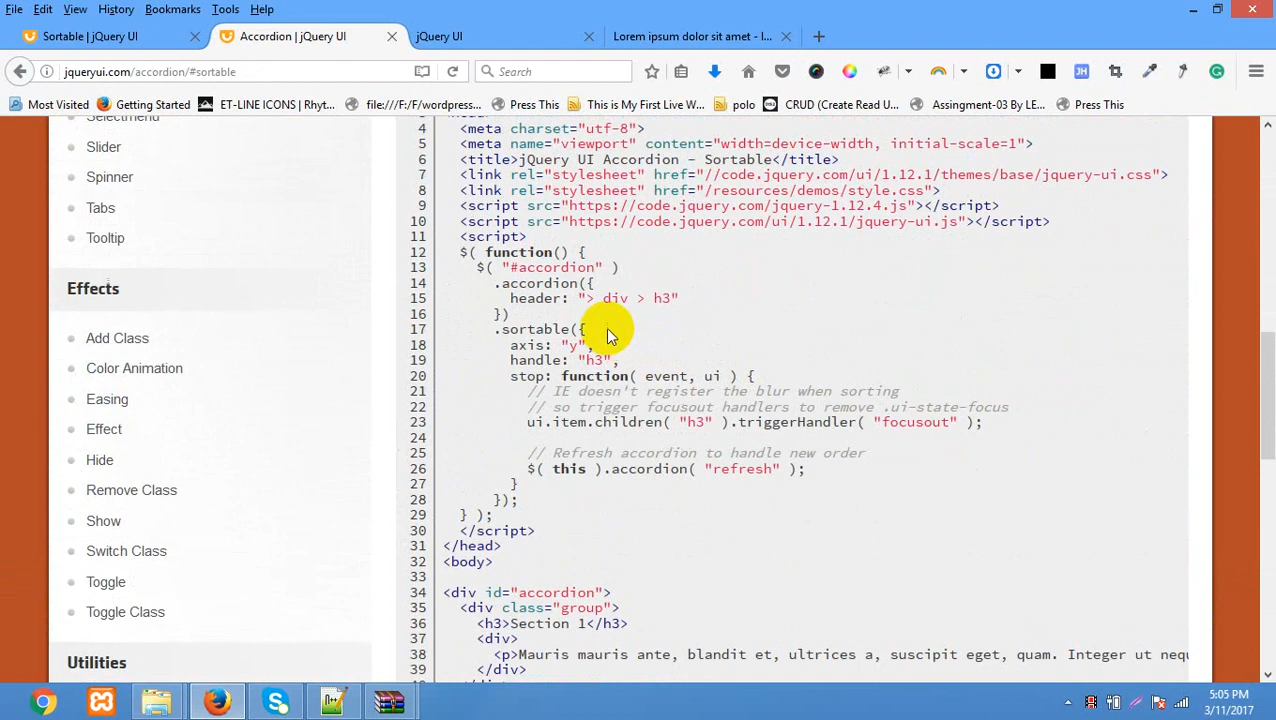 File Edit View History Bookmarks Tools Help
Sortable | jQuery UI Accordion | jQuery UI jQuery UI Lorem ipsum dolor sit amet - l...
jqueryui.com/accordion/#sortable Search
Most Visited Getting Started ET-LINE ICONS | Rhyt... file:///F:/F/wordpress... Press This This is My First Live W... polo CRUD (Create Read U... Assingment-03 By LE... Press This
Selectmenu
Slider
Spinner
Tabs
Tooltip
Effects
Add Class
Color Animation
Easing
Effect
Hide
Remove Class
Show
Switch Class
Toggle
Toggle Class
Utilities
4 <meta charset="utf-8">
5 <meta name="viewport" content="width=device-width, initial-scale=1">
6 <title>jQuery UI Accordion - Sortable</title>
7 <link rel="stylesheet" href="//code.jquery.com/ui/1.12.1/themes/base/jquery-ui.css">
8 <link rel="stylesheet" href="/resources/demos/style.css">
9 <script src="https://code.jquery.com/jquery-1.12.4.js"></script>
10 <script src="https://code.jquery.com/ui/1.12.1/jquery-ui.js"></script>
11 <script>
12 $( function() {
13 $( "#accordion" )
14 .accordion({
15 header: "> div > h3"
16 })
17 .sortable({
18 axis: "y",
19 handle: "h3",
20 stop: function( event, ui ) {
21 // IE doesn't register the blur when sorting
22 // so trigger focusout handlers to remove .ui-state-focus
23 ui.item.children( "h3" ).triggerHandler( "focusout" );
24
25 // Refresh accordion to handle new order
26 $( this ).accordion( "refresh" );
27 }
28 });
29 } );
30 </script>
31 </head>
32 <body>
33
34 <div id="accordion">
35 <div class="group">
36 <h3>Section 1</h3>
37 <div>
38 <p>Mauris mauris ante, blandit et, ultrices a, suscipit eget, quam. Integer ut nequ
39 </div>
5:05 PM
3/11/2017